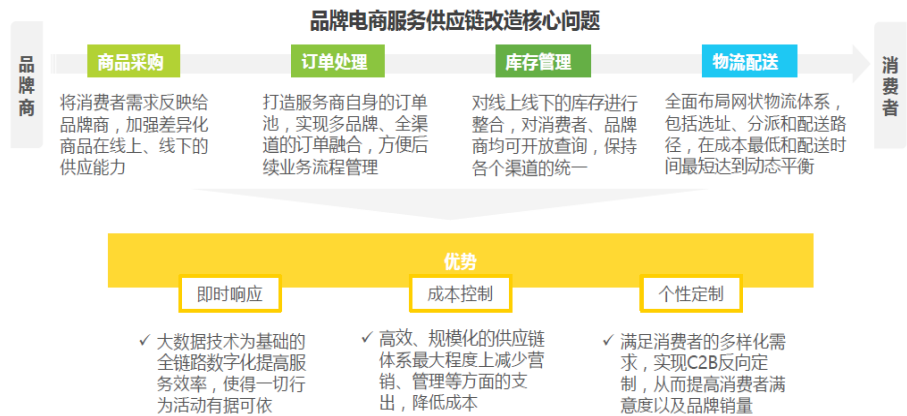 品牌电商服务供应链改造核心问题
品牌商
商品采购
订单处理
库存管理
物流配送
消费者
将消费者需求反映给
品牌商，加强差异化
商品在线上、线下的
供应能力
打造服务商自身的订单
池，实现多品牌、全渠
道的订单融合，方便后
续业务流程管理
对线上线下的库存进行
整合，对消费者、品牌
商均可开放查询，保持
各个渠道的统一
全面布局网状物流体系，
包括选址、分派和配送路
径，在成本最低和配送时
间最短达到动态平衡
优势
即时响应
成本控制
个性定制
✓ 大数据技术为基础的
全链路数字化提高服
务效率，使得一切行
为活动有据可依
✓ 高效、规模化的供应链
体系最大程度上减少营
销、管理等方面的支
出，降低成本
✓ 满足消费者的多样化需
求，实现C2B反向定
制，从而提高消费者满
意度以及品牌销量